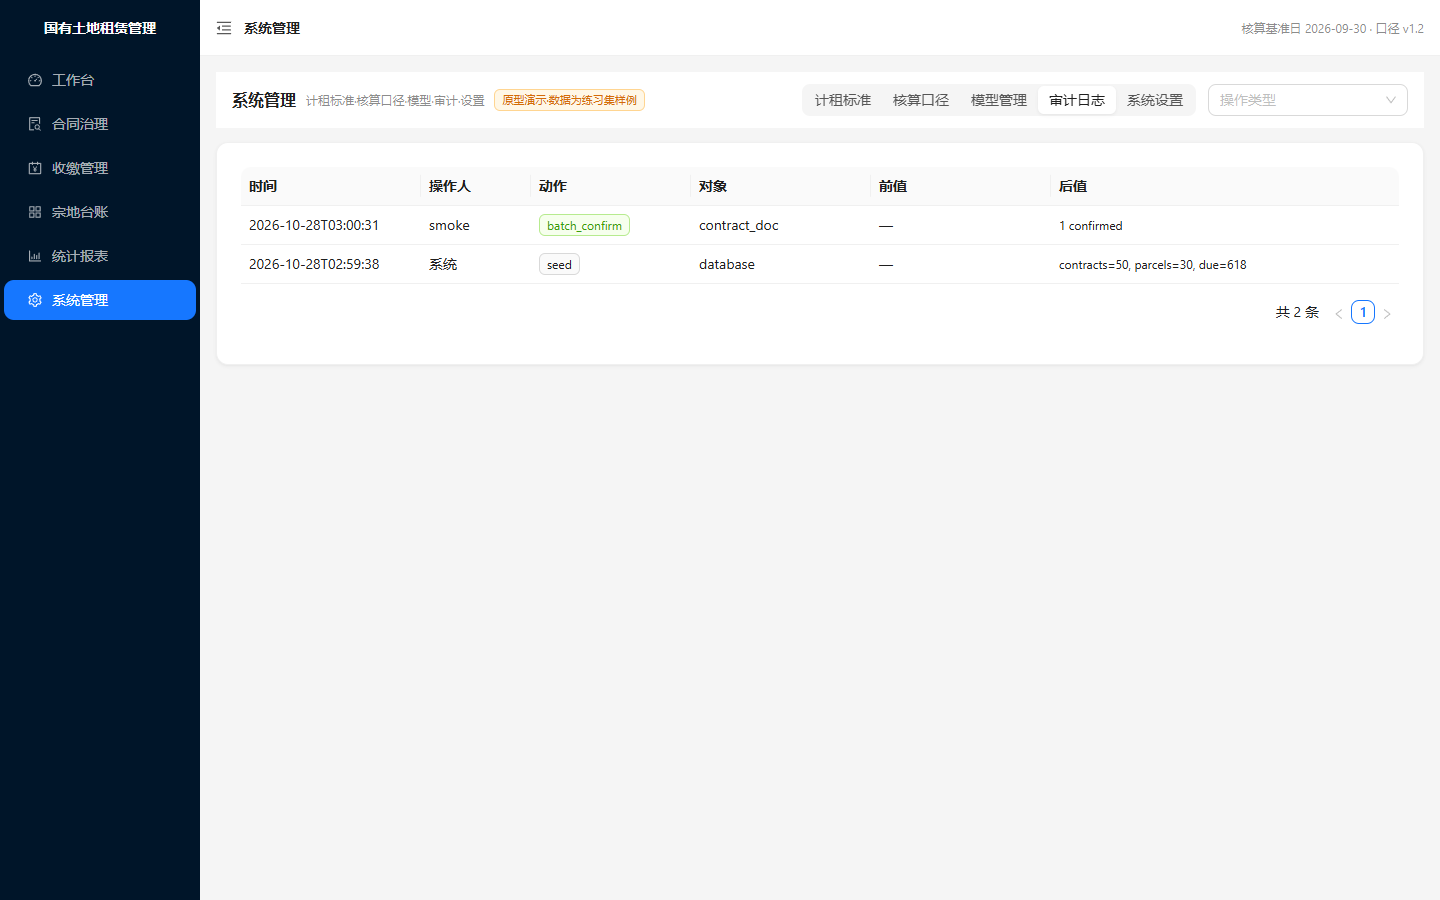 国有土地租赁管理
工作台
合同治理
收缴管理
宗地台账
统计报表
系统管理
系统管理
核算基准日 2026-09-30 · 口径 v1.2
系统管理 计租标准·核算口径·模型·审计·设置 原型演示·数据为练习集样例 计租标准 核算口径 模型管理 审计日志 系统设置 操作类型
时间 操作人 动作 对象 前值 后值
2026-10-28T03:00:31 smoke batch_confirm contract_doc — 1 confirmed
2026-10-28T02:59:38 系统 seed database — contracts=50, parcels=30, due=618
共 2 条 < 1 >